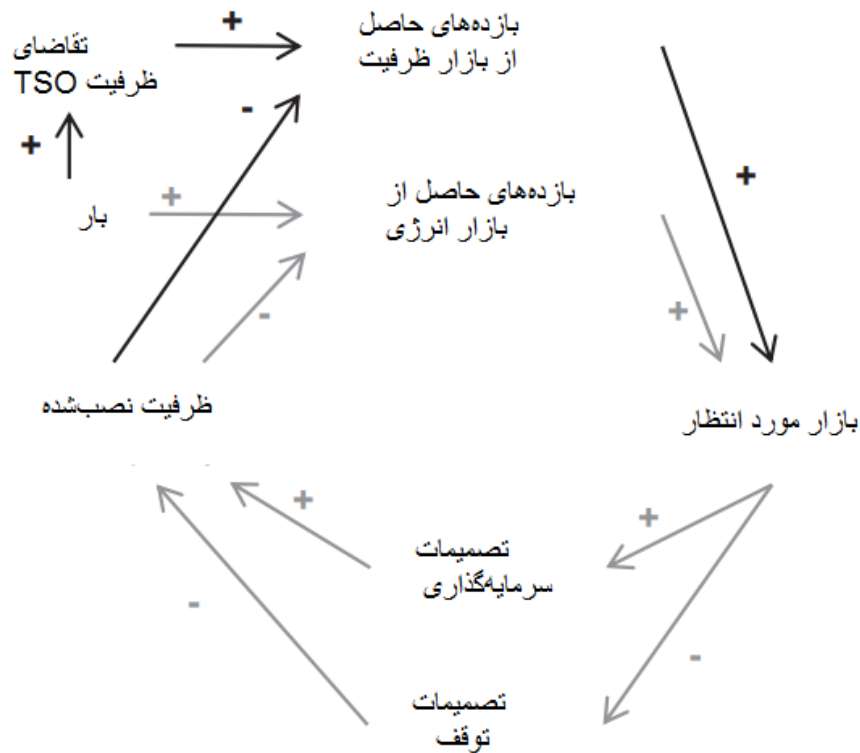 تقاضای
ظرفیت TSO
+
بازده‌های حاصل
از بازار ظرفیت
-
+
+
بار
+
بازده‌های حاصل از
بازار انرژی
-
+
ظرفیت نصب‌شده
بازار مورد انتظار
+
تصمیمات
سرمایه‌گذاری
+
-
-
تصمیمات
توقف